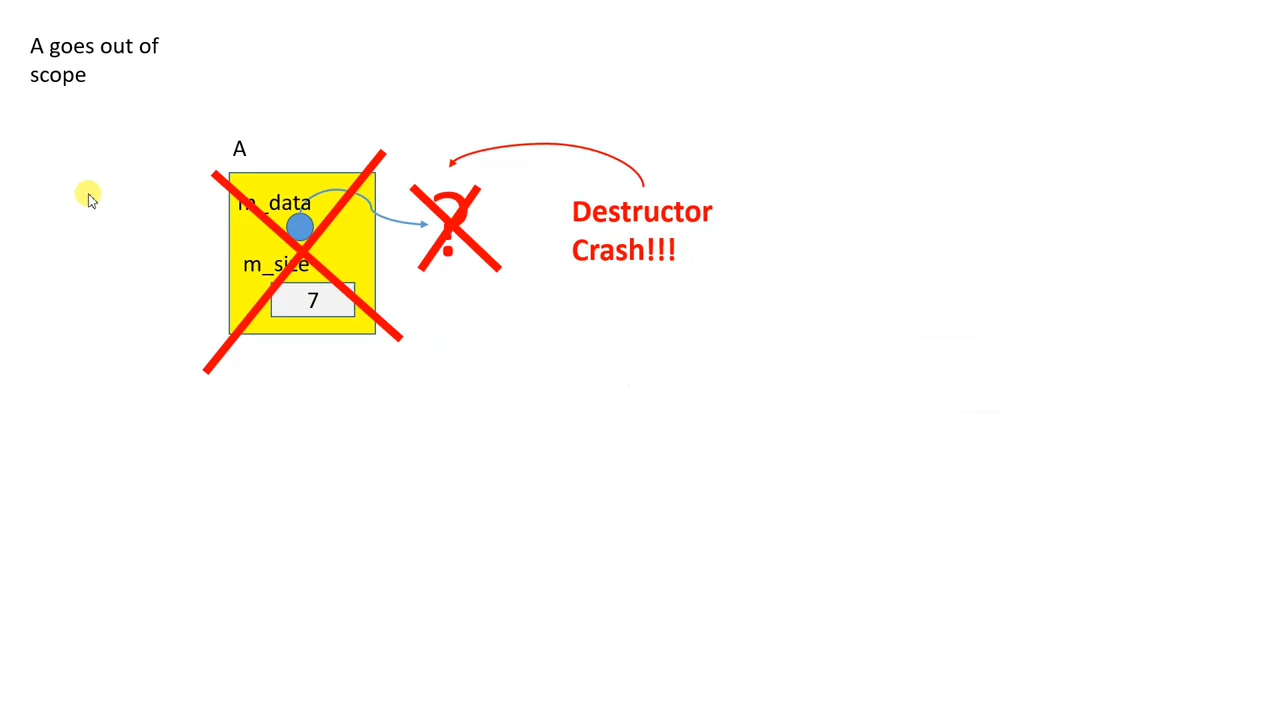 A goes out of
scope
A
m_data
?
m_size
7
Destructor
Crash!!!